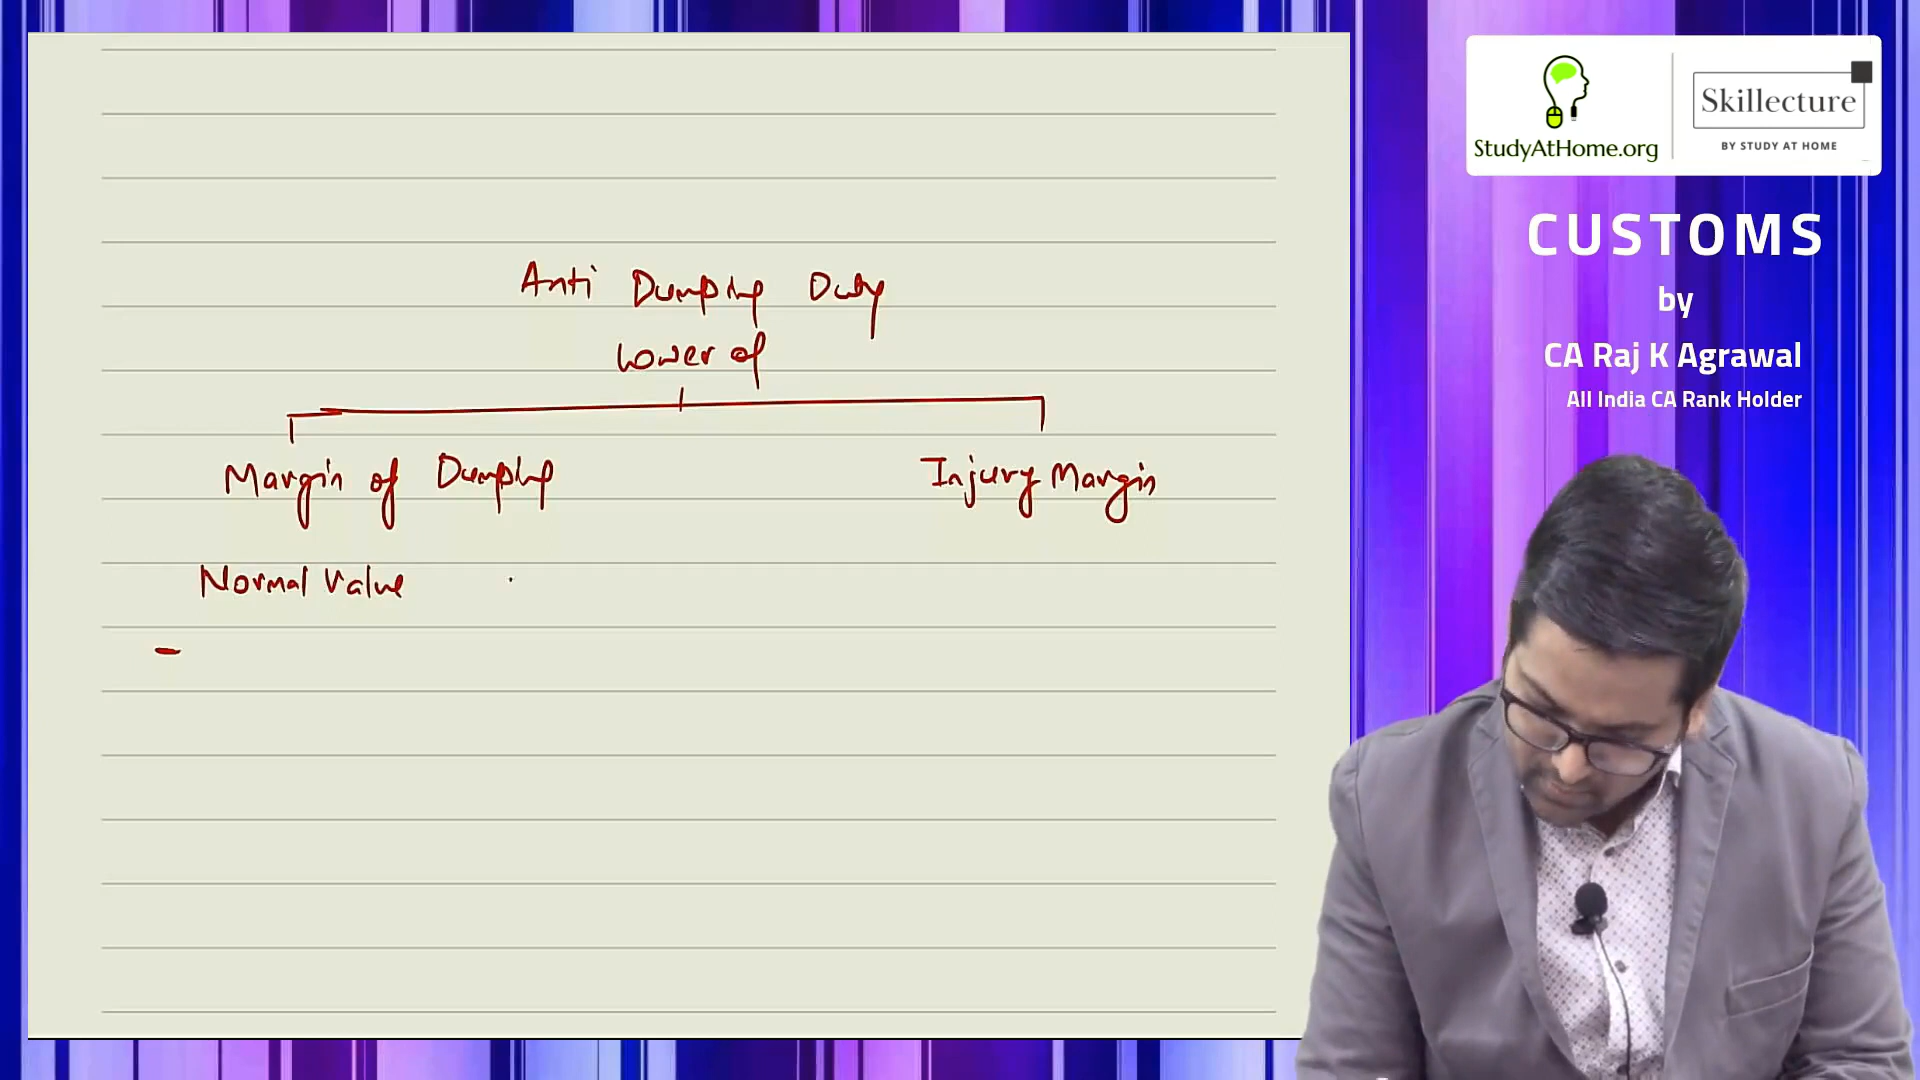 Anti Dumping Duty
Lower of
Margin of Dumping
Injury Margin
Normal Value
-
StudyAtHome.org
Skillecture
BY STUDY AT HOME
CUSTOMS
by
CA Raj K Agrawal
All India CA Rank Holder